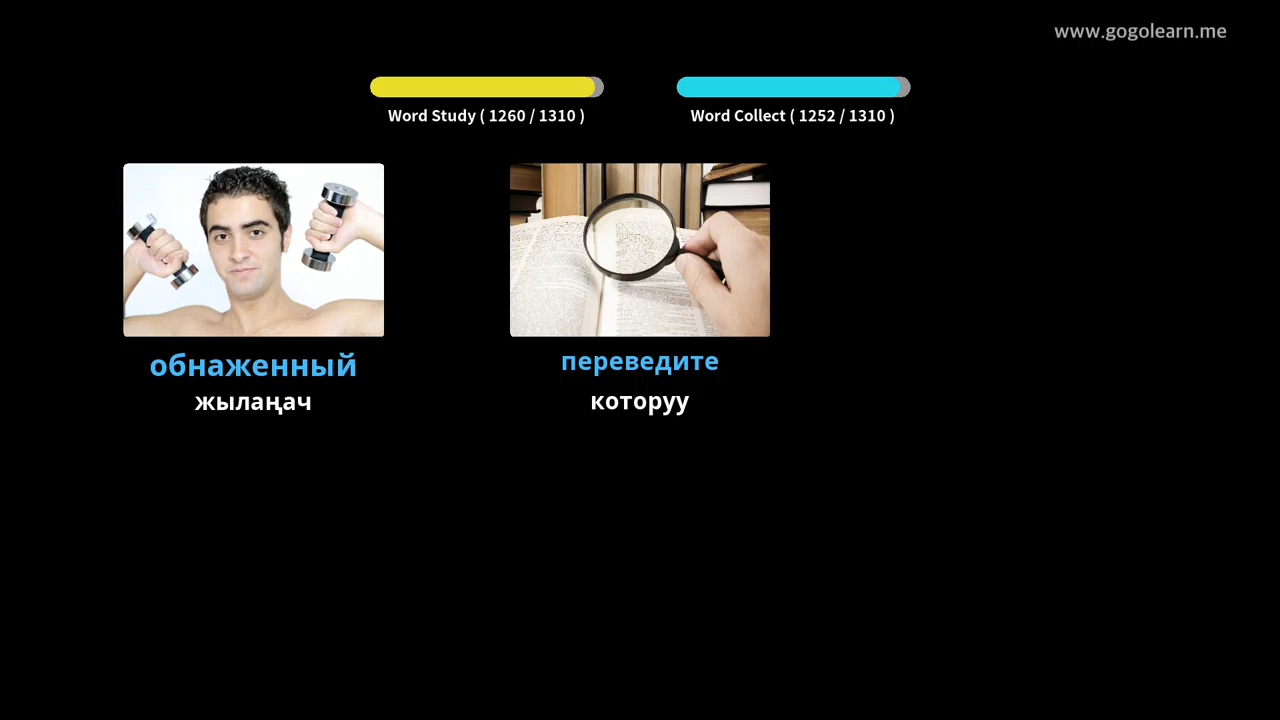 www.gogolearn.me
Word Study ( 1260 / 1310 )
Word Collect ( 1252 / 1310 )
обнаженный
жылаңач
переведите
которуу